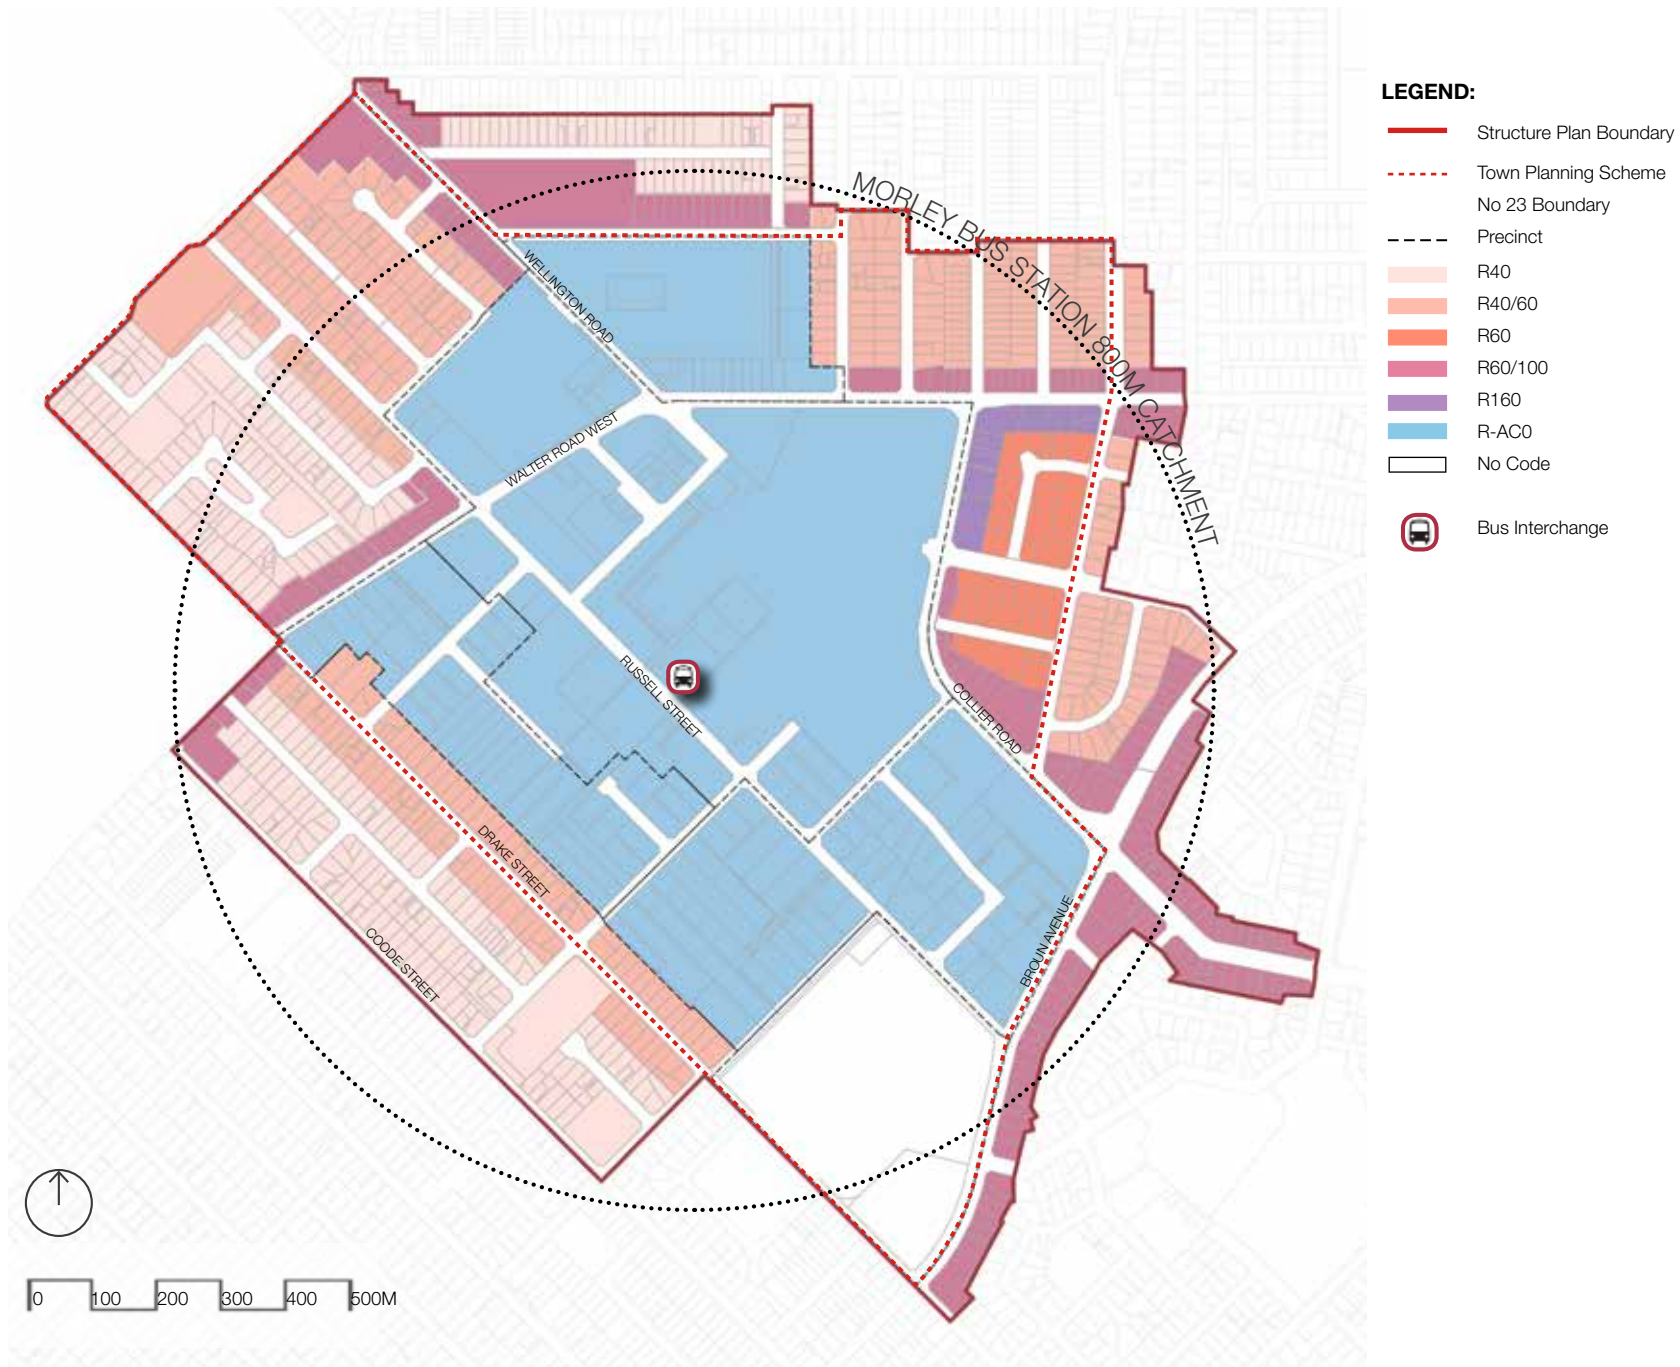 LEGEND:
Structure Plan Boundary
Town Planning Scheme
No 23 Boundary
Precinct
R40
R40/60
R60
R60/100
R160
R-AC0
No Code
Bus Interchange
MORLEY BUS STATION 800M CATCHMENT
WELLINGTON ROAD
WALTER ROAD WEST
RUSSELL STREET
COLLIER ROAD
DRAKE STREET
COODE STREET
BROUN AVENUE
0 100 200 300 400 500M